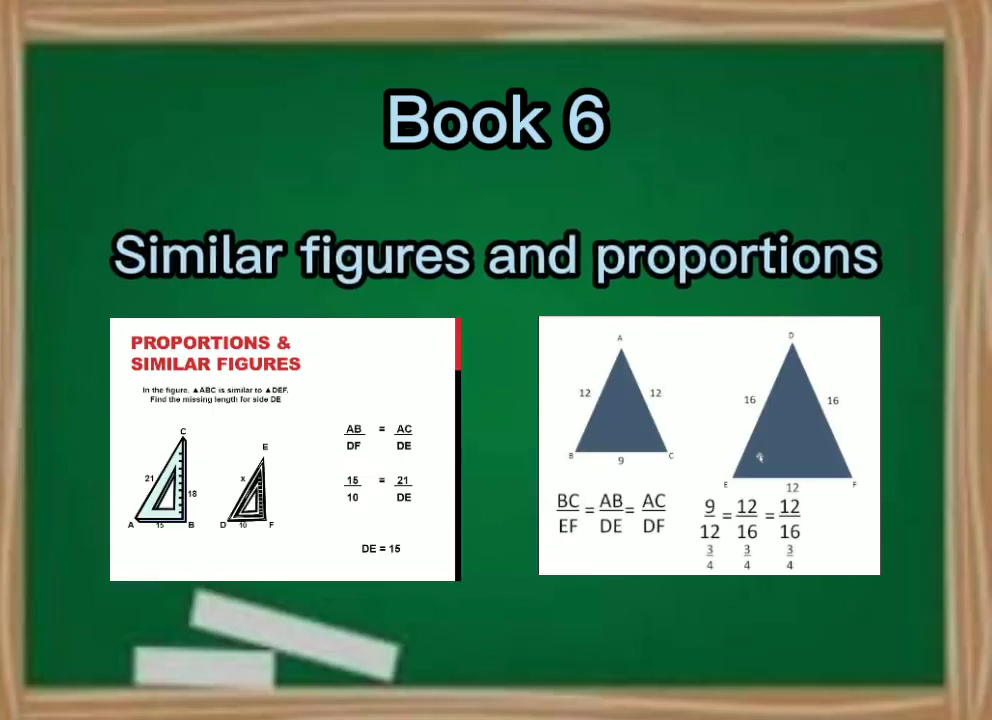 Book 6
Similar figures and proportions
PROPORTIONS &
SIMILAR FIGURES
In the figure, ▲ABC is similar to ▲DEF.
Find the missing length for side DE
C
21
18
A
15
B
E
x
D
10
F
AB = AC
DF DE
15 = 21
10 DE
DE = 15
A
12
12
B
C
9
D
16
16
E
F
12
BC = AB = AC
EF DE DF
9 = 12 = 12
12 16 16
3 3 3
4 4 4